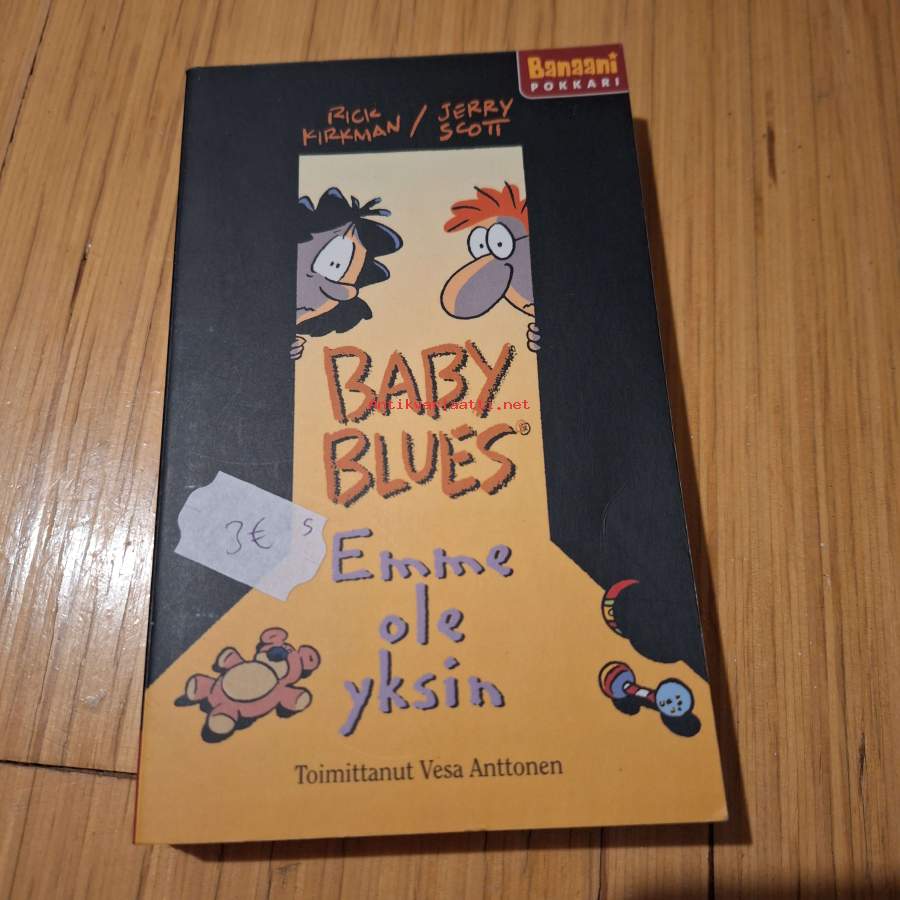 Banaani
POKKARI
RICK KIRKMAN / JERRY SCOTT
BABY
Antikvariaatti.net
BLUES®
3€ s
Emme
ole
yksin
Toimittanut Vesa Anttonen